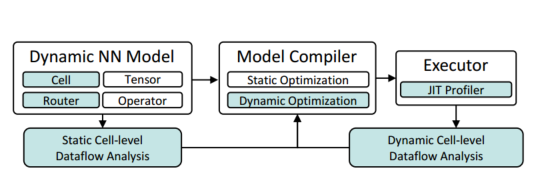 Dynamic NN Model
Cell
Tensor
Router
Operator
Model Compiler
Static Optimization
Dynamic Optimization
Executor
JIT Profiler
Static Cell-level
Dataflow Analysis
Dynamic Cell-level
Dataflow Analysis